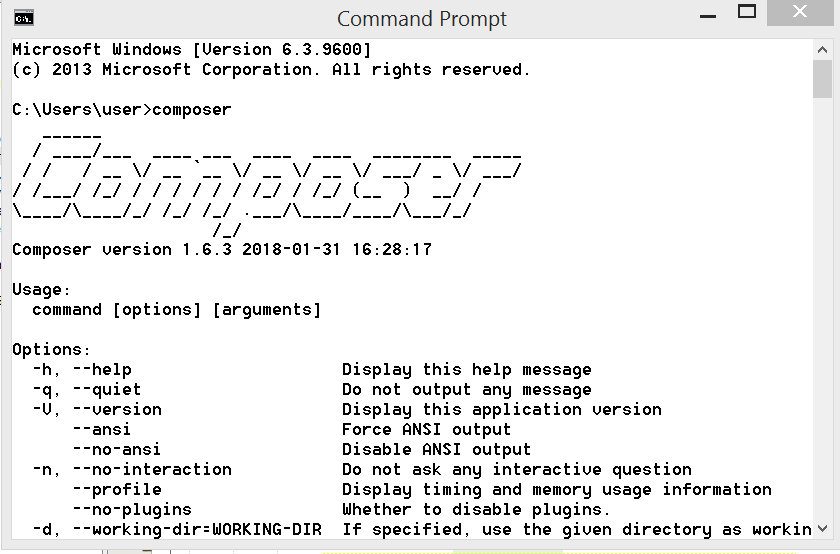 Command Prompt
Microsoft Windows [Version 6.3.9600]
(c) 2013 Microsoft Corporation. All rights reserved.
C:\Users\user>composer
Composer
Composer version 1.6.3 2018-01-31 16:28:17
Usage:
command [options] [arguments]
Options:
-h, --help Display this help message
-q, --quiet Do not output any message
-V, --version Display this application version
--ansi Force ANSI output
--no-ansi Disable ANSI output
-n, --no-interaction Do not ask any interactive question
--profile Display timing and memory usage information
--no-plugins Whether to disable plugins.
-d, --working-dir=WORKING-DIR If specified, use the given directory as workin